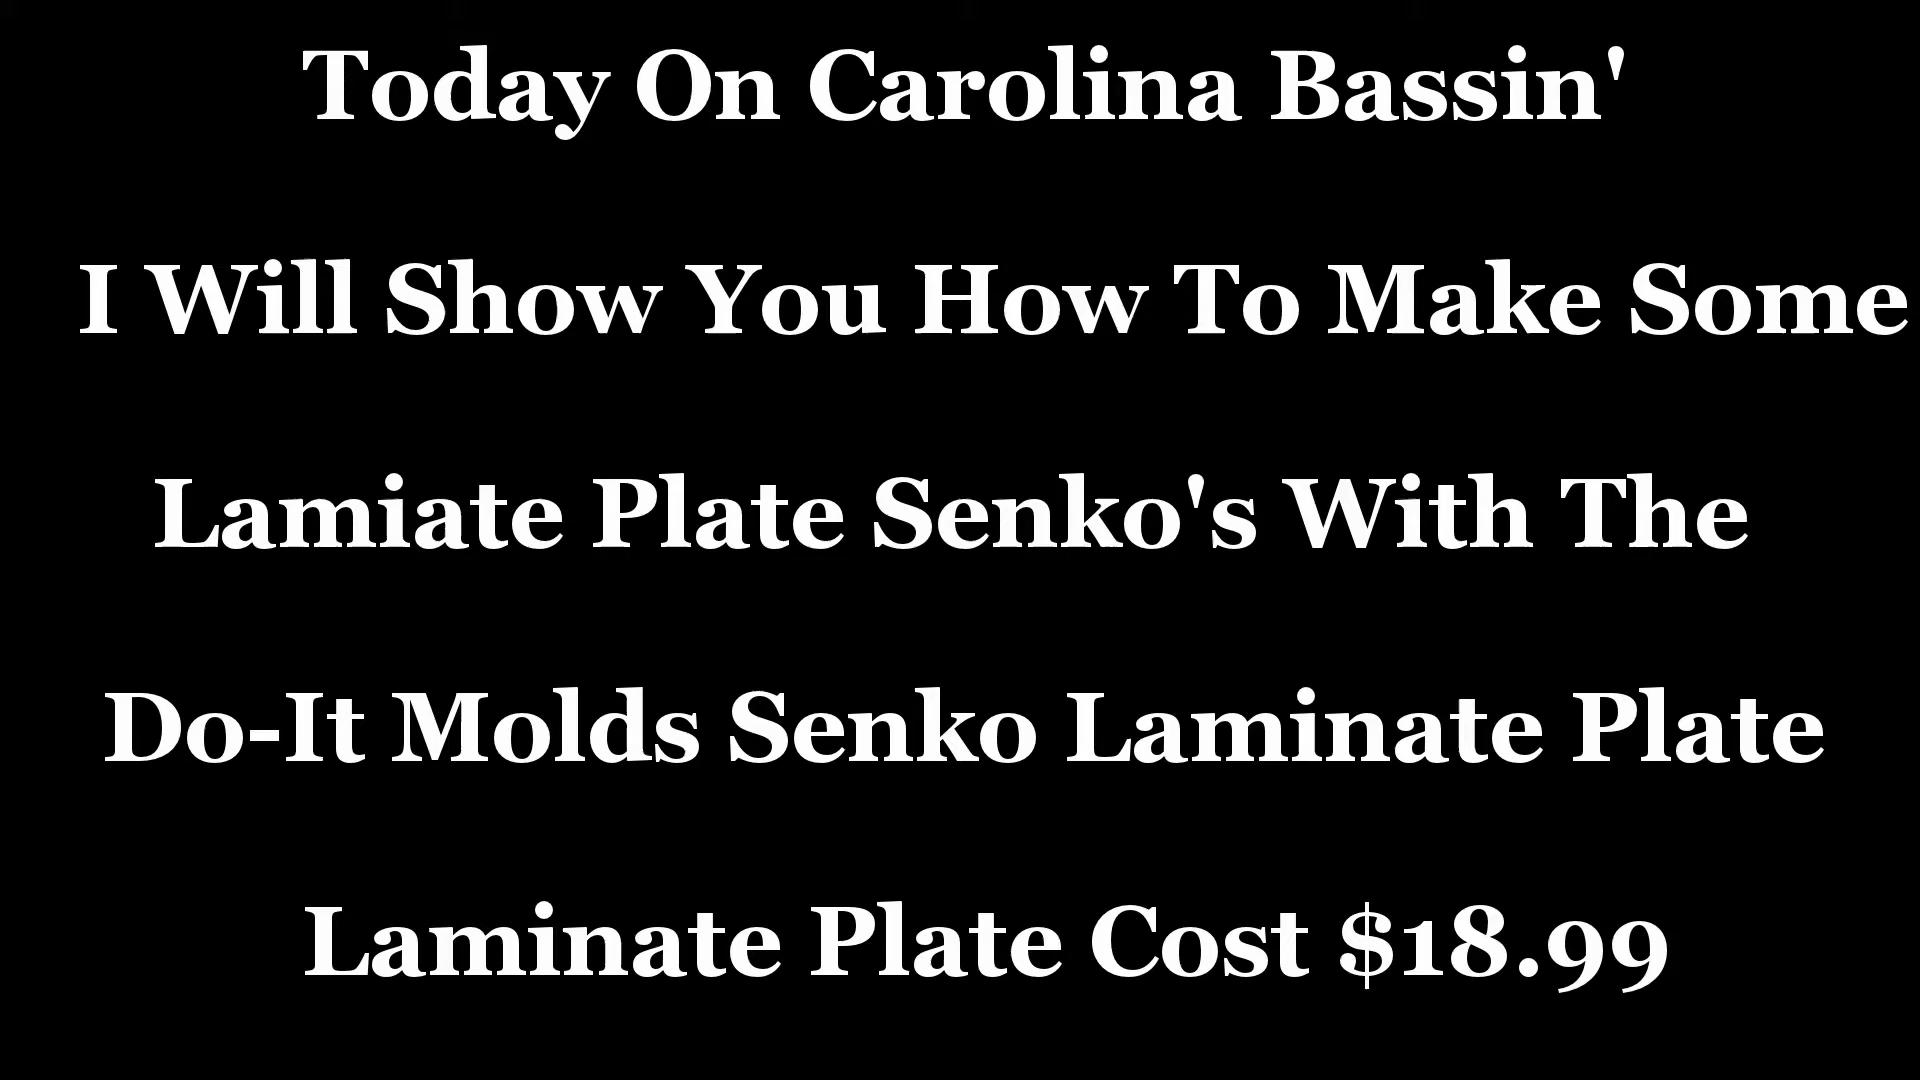 Today On Carolina Bassin'
I Will Show You How To Make Some
Lamiate Plate Senko's With The
Do-It Molds Senko Laminate Plate
Laminate Plate Cost $18.99